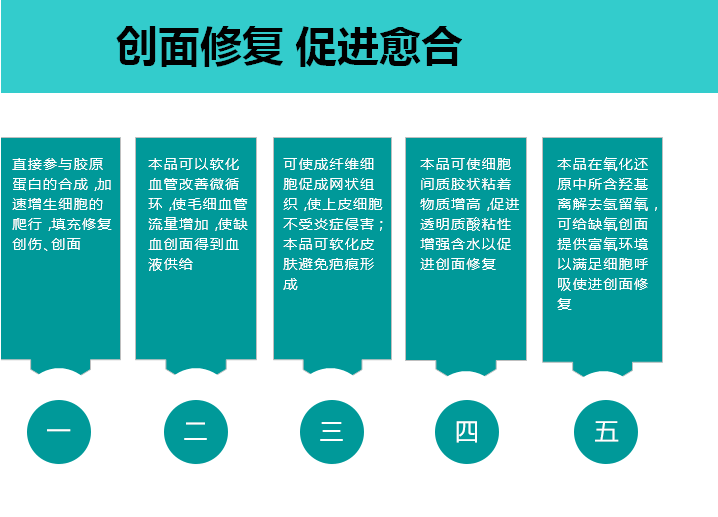 创面修复 促进愈合
直接参与胶原
蛋白的合成,加
速增生细胞的
爬行,填充修复
创伤、创面
一
本品可以软化
血管改善微循
环,使毛细血管
流量增加,使缺
血创面得到血
液供给
二
可使成纤维细
胞促成网状组
织,使上皮细胞
不受炎症侵害;
本品可软化皮
肤避免疤痕形
成
三
本品可使细胞
间质胶状粘着
物质增高,促进
透明质酸粘性
增强含水以促
进创面修复
四
本品在氧化还
原中所含羟基
离解去氢留氧,
可给缺氧创面
提供富氧环境
以满足细胞呼
吸使进创面修
复
五